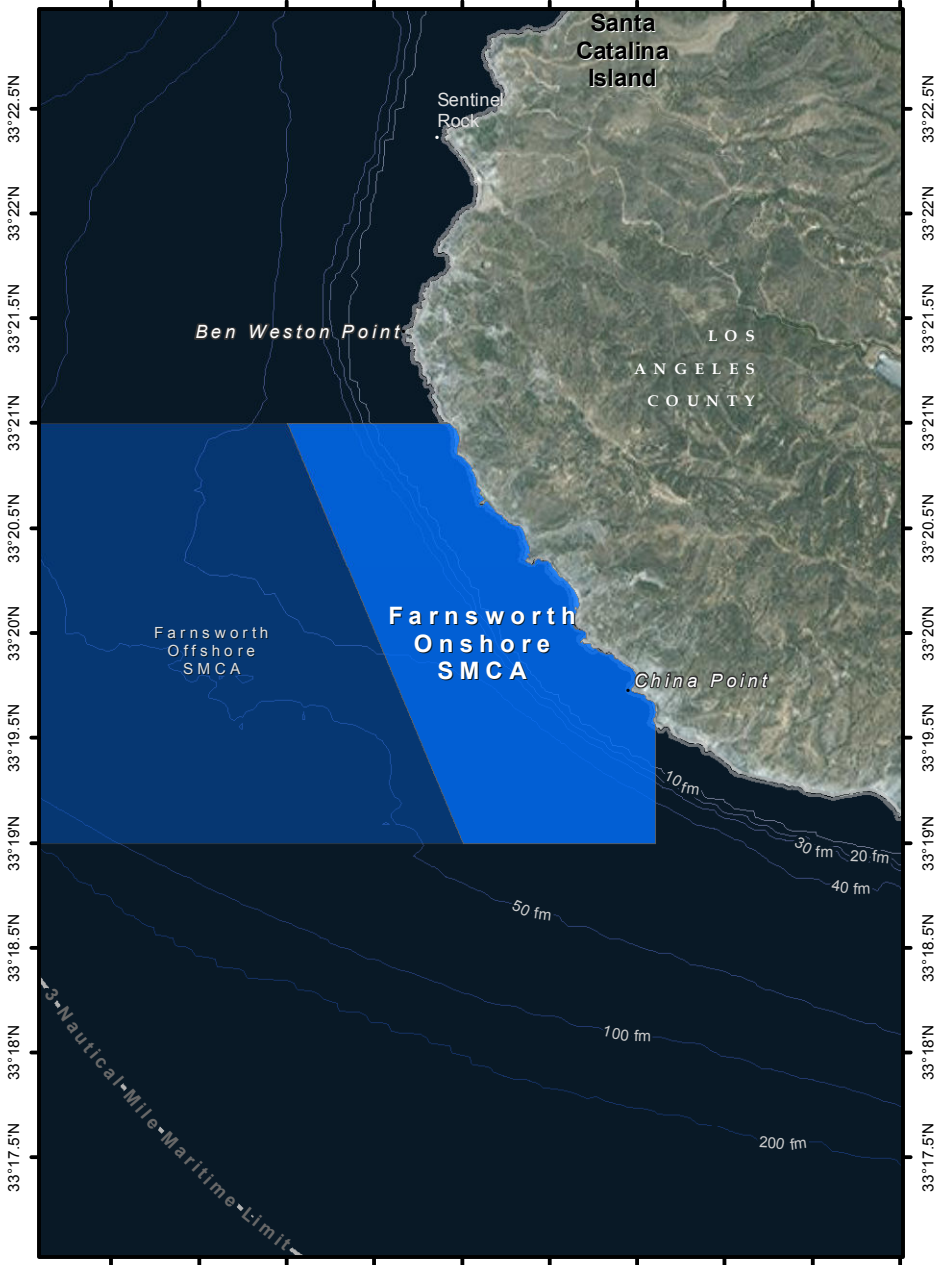 Santa
Catalina
Island
Sentinel
Rock
33°22.5'N
33°22.5'N
33°22'N
33°22'N
33°21.5'N
33°21.5'N
Ben Weston Point
LOS
ANGELES
COUNTY
33°21'N
33°21'N
33°20.5'N
33°20.5'N
33°20'N
33°20'N
Farnsworth
Offshore
SMCA
Farnsworth
Onshore
SMCA
China Point
33°19.5'N
33°19.5'N
10 fm
33°19'N
33°19'N
30 fm
20 fm
40 fm
50 fm
33°18.5'N
33°18.5'N
3 Nautical Mile Maritime Limit
100 fm
33°18'N
33°18'N
200 fm
33°17.5'N
33°17.5'N